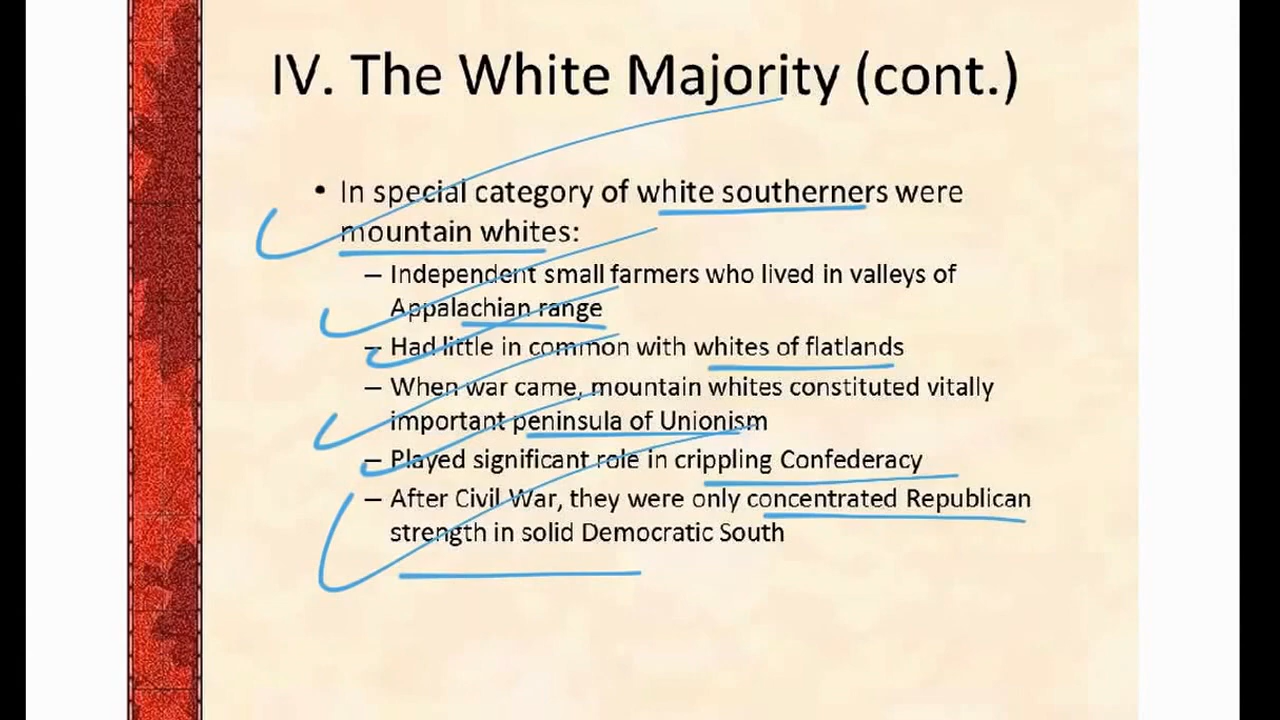 IV. The White Majority (cont.)
• In special category of white southerners were
mountain whites:
– Independent small farmers who lived in valleys of
Appalachian range
– Had little in common with whites of flatlands
– When war came, mountain whites constituted vitally
important peninsula of Unionism
– Played significant role in crippling Confederacy
– After Civil War, they were only concentrated Republican
strength in solid Democratic South